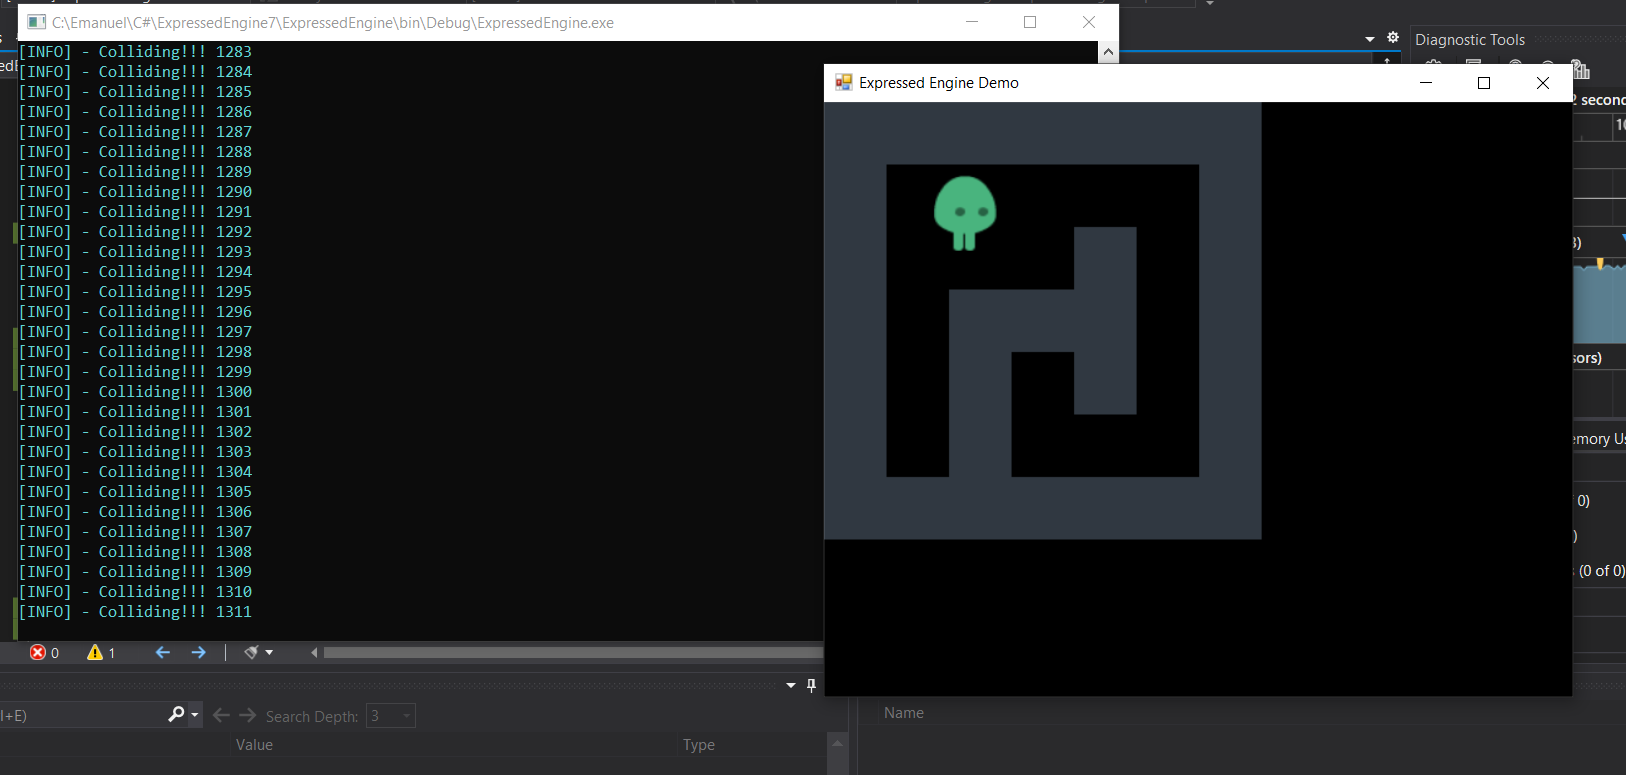 C:\Emanuel\C#\ExpressedEngine7\ExpressedEngine\bin\Debug\ExpressedEngine.exe
[INFO] - Colliding!!! 1283
[INFO] - Colliding!!! 1284
[INFO] - Colliding!!! 1285
[INFO] - Colliding!!! 1286
[INFO] - Colliding!!! 1287
[INFO] - Colliding!!! 1288
[INFO] - Colliding!!! 1289
[INFO] - Colliding!!! 1290
[INFO] - Colliding!!! 1291
[INFO] - Colliding!!! 1292
[INFO] - Colliding!!! 1293
[INFO] - Colliding!!! 1294
[INFO] - Colliding!!! 1295
[INFO] - Colliding!!! 1296
[INFO] - Colliding!!! 1297
[INFO] - Colliding!!! 1298
[INFO] - Colliding!!! 1299
[INFO] - Colliding!!! 1300
[INFO] - Colliding!!! 1301
[INFO] - Colliding!!! 1302
[INFO] - Colliding!!! 1303
[INFO] - Colliding!!! 1304
[INFO] - Colliding!!! 1305
[INFO] - Colliding!!! 1306
[INFO] - Colliding!!! 1307
[INFO] - Colliding!!! 1308
[INFO] - Colliding!!! 1309
[INFO] - Colliding!!! 1310
[INFO] - Colliding!!! 1311
Diagnostic Tools
Expressed Engine Demo
2 second
10
sors)
emory Us
0)
(0 of 0)
0
1
l+E)
Search Depth:
3
Value
Type
Name